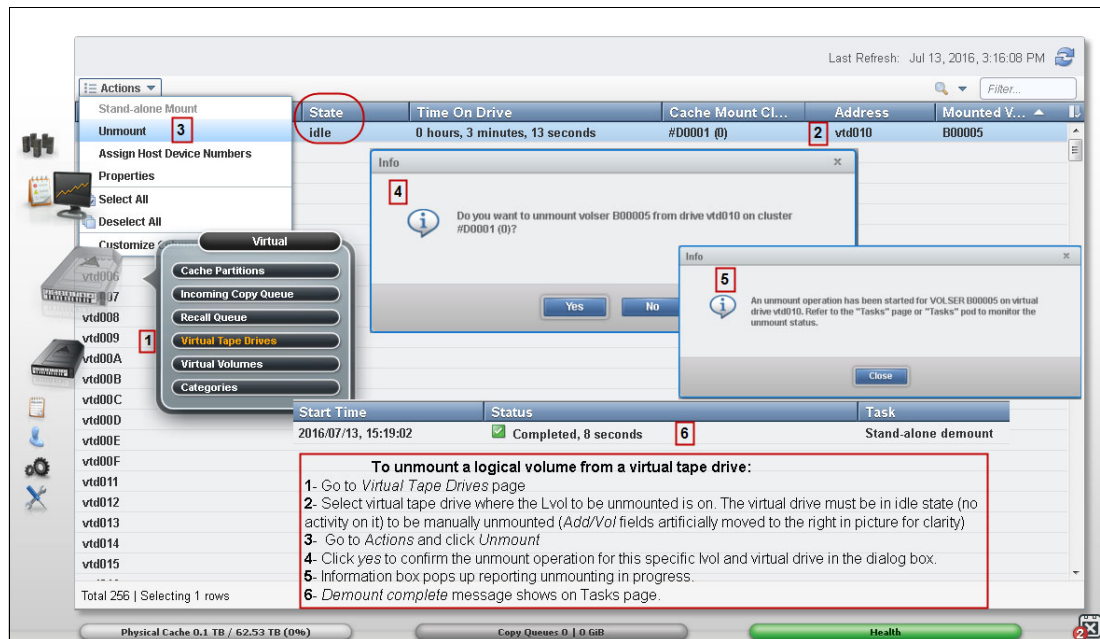 Last Refresh: Jul 13, 2016, 3:16:08 PM
Actions
Filter...
State Time On Drive Cache Mount Cl... Address Mounted V...
idle 0 hours, 3 minutes, 13 seconds #D0001 (0) 2 vtd010 B00005
Stand-alone Mount
Unmount 3
Assign Host Device Numbers
Properties
Select All
Deselect All
Customize
Info
4
Do you want to unmount volser B00005 from drive vtd010 on cluster
#D0001 (0)?
Yes No
Info
5
An unmount operation has been started for VOLSER B00005 on virtual
drive vtd010. Refer to the "Tasks" page or "Tasks" pod to monitor the
unmount status.
Close
Virtual
Cache Partitions
Incoming Copy Queue
Recall Queue
1 Virtual Tape Drives
Virtual Volumes
Categories
vtd006
07
vtd008
vtd009
vtd00A
vtd00B
vtd00C
vtd00D
vtd00E
vtd00F
vtd011
vtd012
vtd013
vtd014
vtd015
Start Time Status Task
2016/07/13, 15:19:02 Completed, 8 seconds 6 Stand-alone demount
To unmount a logical volume from a virtual tape drive:
1- Go to Virtual Tape Drives page
2- Select virtual tape drive where the Lvol to be unmounted is on. The virtual drive must be in idle state (no
activity on it) to be manually unmounted (Add/Vol fields artificially moved to the right in picture for clarity)
3- Go to Actions and click Unmount
4- Click yes to confirm the unmount operation for this specific lvol and virtual drive in the dialog box.
5- Information box pops up reporting unmounting in progress.
6- Demount complete message shows on Tasks page.
Total 256 | Selecting 1 rows
Physical Cache 0.1 TB / 62.53 TB (0%) Copy Queues 0 | 0 GiB Health
2